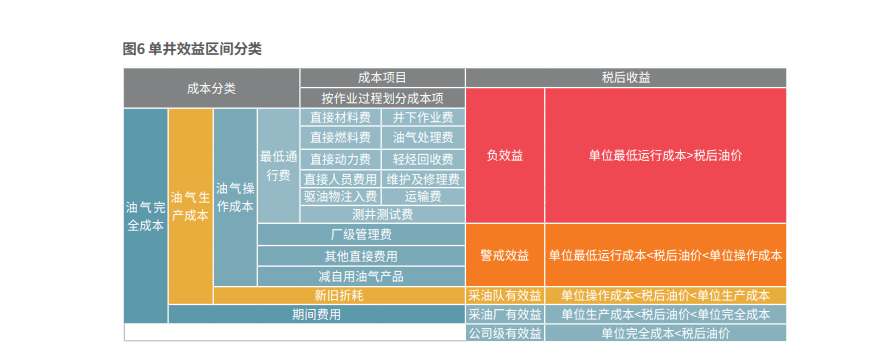 图6 单井效益区间分类
成本分类
成本项目
税后收益
按作业过程划分成本项
直接材料费
井下作业费
直接燃料费
油气处理费
最低通
行费
直接动力费
轻烃回收费
负效益
单位最低运行成本>税后油价
直接人员费用
维护及修理费
驱油物注入费
运输费
测井测试费
油气完
全成本
油气生
产成本
油气操
作成本
厂级管理费
其他直接费用
减自用油气产品
警戒效益
单位最低运行成本<税后油价<单位操作成本
新旧折耗
采油队有效益
单位操作成本<税后油价<单位生产成本
期间费用
采油厂有效益
单位生产成本<税后油价<单位完全成本
公司级有效益
单位完全成本<税后油价